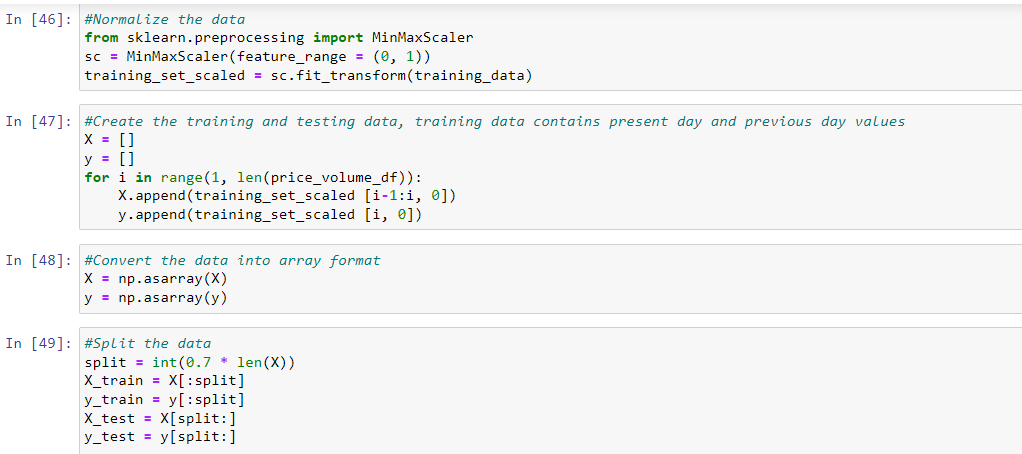 In [46]: #Normalize the data
from sklearn.preprocessing import MinMaxScaler
sc = MinMaxScaler(feature_range = (0, 1))
training_set_scaled = sc.fit_transform(training_data)
In [47]: #Create the training and testing data, training data contains present day and previous day values
X = []
y = []
for i in range(1, len(price_volume_df)):
    X.append(training_set_scaled [i-1:i, 0])
    y.append(training_set_scaled [i, 0])
In [48]: #Convert the data into array format
X = np.asarray(X)
y = np.asarray(y)
In [49]: #Split the data
split = int(0.7 * len(X))
X_train = X[:split]
y_train = y[:split]
X_test = X[split:]
y_test = y[split:]